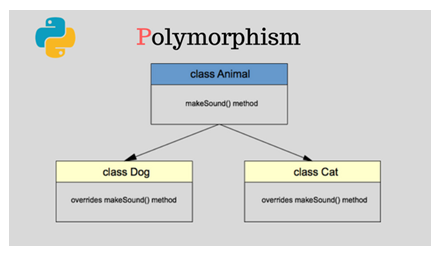 Polymorphism
class Animal
makeSound() method
class Dog
class Cat
overrides makeSound() method
overrides makeSound() method